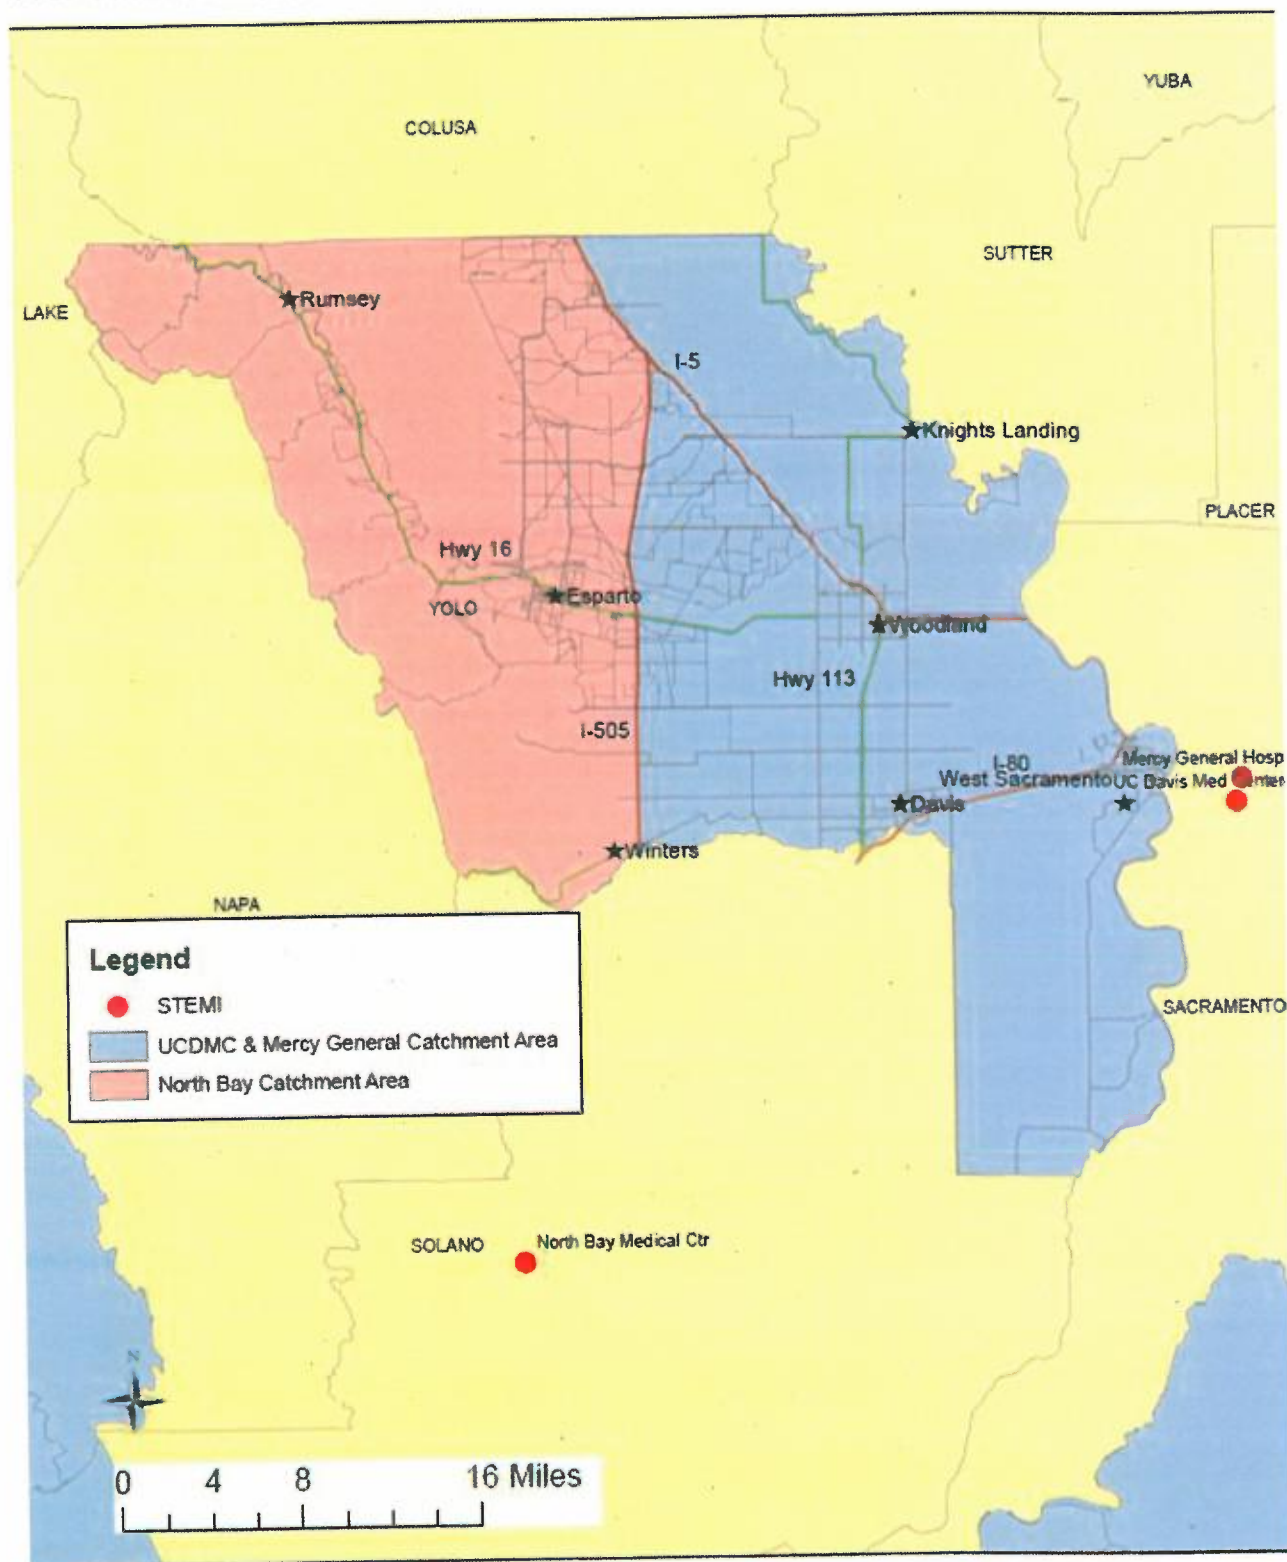 YUBA
COLUSA
SUTTER
Rumsey
LAKE
I-5
Knights Landing
PLACER
Hwy 16
Esparto
YOLO
Woodland
Hwy 113
I-505
Mercy General Hosp
I-80
West Sacramento
UC Davis Med Center
Davis
Winters
NAPA
Legend
STEMI
UCDMC & Mercy General Catchment Area
North Bay Catchment Area
SACRAMENTO
SOLANO
North Bay Medical Ctr
N
0 4 8 16 Miles